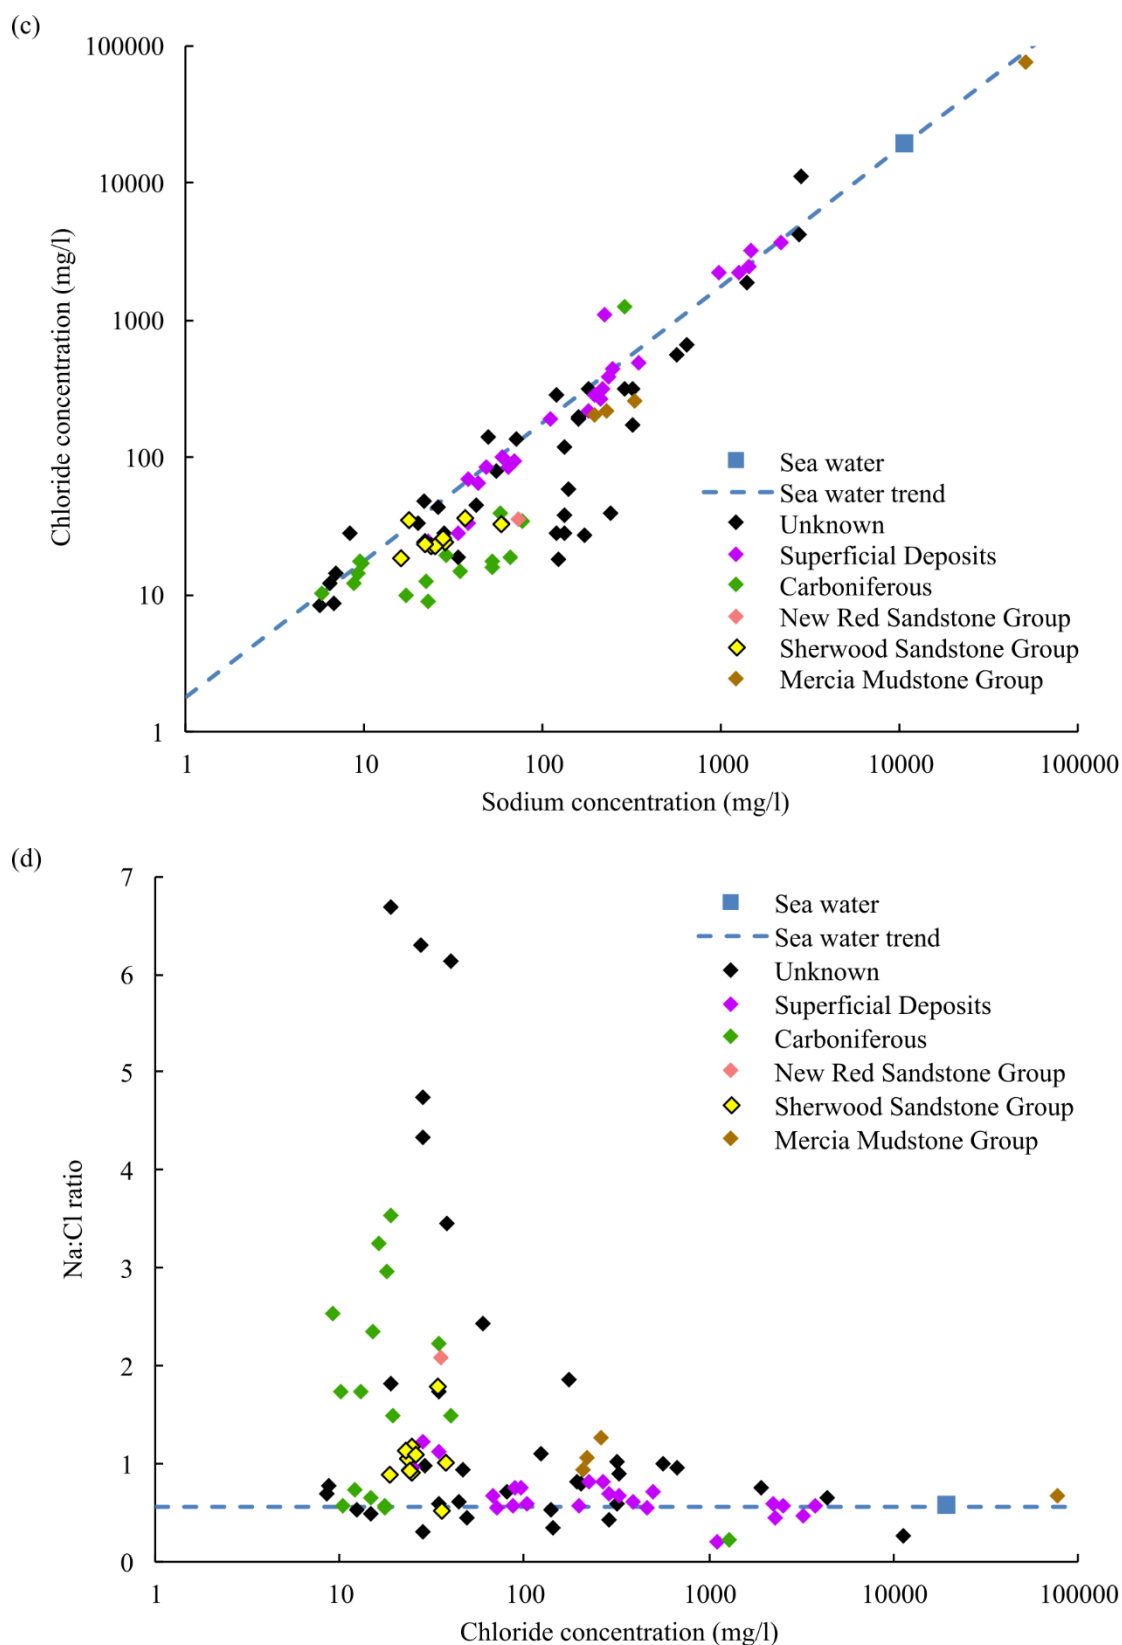 (c)
100000
10000
1000
100
10
1
Chloride concentration (mg/l)
Sea water
Sea water trend
Unknown
Superficial Deposits
Carboniferous
New Red Sandstone Group
Sherwood Sandstone Group
Mercia Mudstone Group
1 10 100 1000 10000 100000
Sodium concentration (mg/l)
(d)
7
6
5
4
3
2
1
0
Na:Cl ratio
Sea water
Sea water trend
Unknown
Superficial Deposits
Carboniferous
New Red Sandstone Group
Sherwood Sandstone Group
Mercia Mudstone Group
1 10 100 1000 10000 100000
Chloride concentration (mg/l)